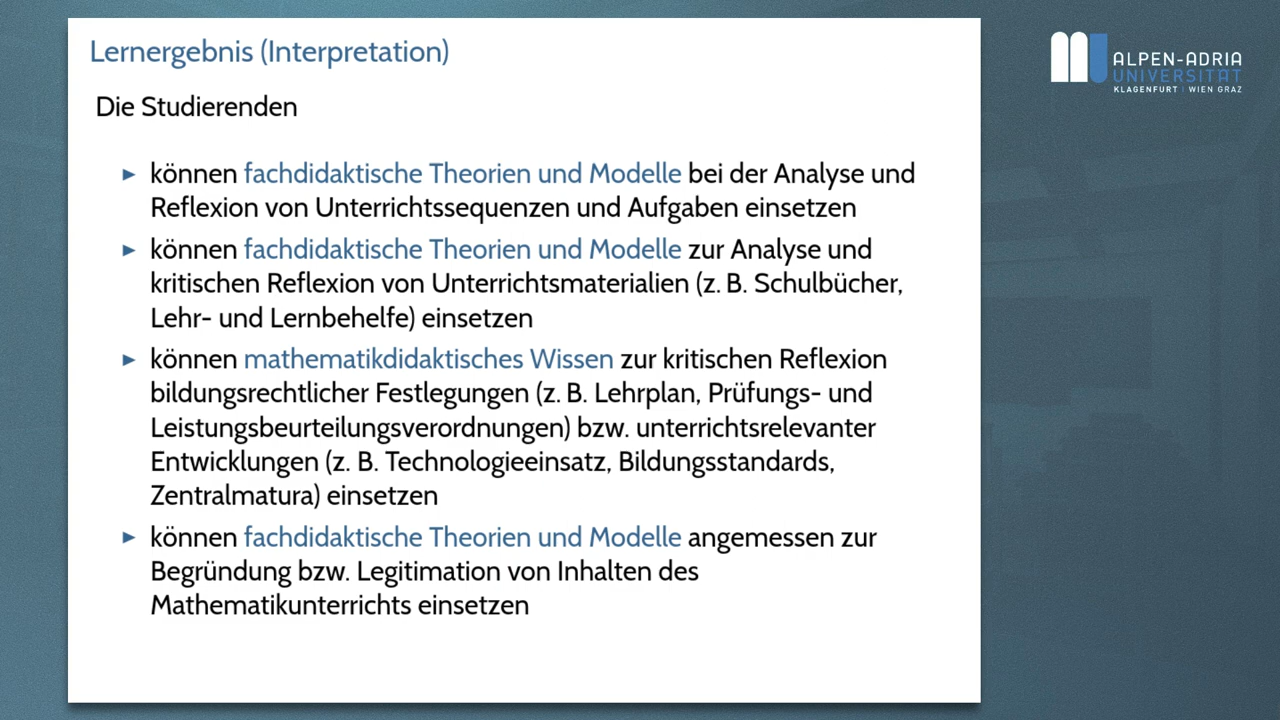 Lernergebnis (Interpretation)
Die Studierenden
► können fachdidaktische Theorien und Modelle bei der Analyse und
Reflexion von Unterrichtssequenzen und Aufgaben einsetzen
► können fachdidaktische Theorien und Modelle zur Analyse und
kritischen Reflexion von Unterrichtsmaterialien (z. B. Schulbücher,
Lehr- und Lernbehelfe) einsetzen
► können mathematikdidaktisches Wissen zur kritischen Reflexion
bildungsrechtlicher Festlegungen (z. B. Lehrplan, Prüfungs- und
Leistungsbeurteilungsverordnungen) bzw. unterrichtsrelevanter
Entwicklungen (z. B. Technologieeinsatz, Bildungsstandards,
Zentralmatura) einsetzen
► können fachdidaktische Theorien und Modelle angemessen zur
Begründung bzw. Legitimation von Inhalten des
Mathematikunterrichts einsetzen
ALPEN-ADRIA
UNIVERSITÄT
KLAGENFURT | WIEN GRAZ